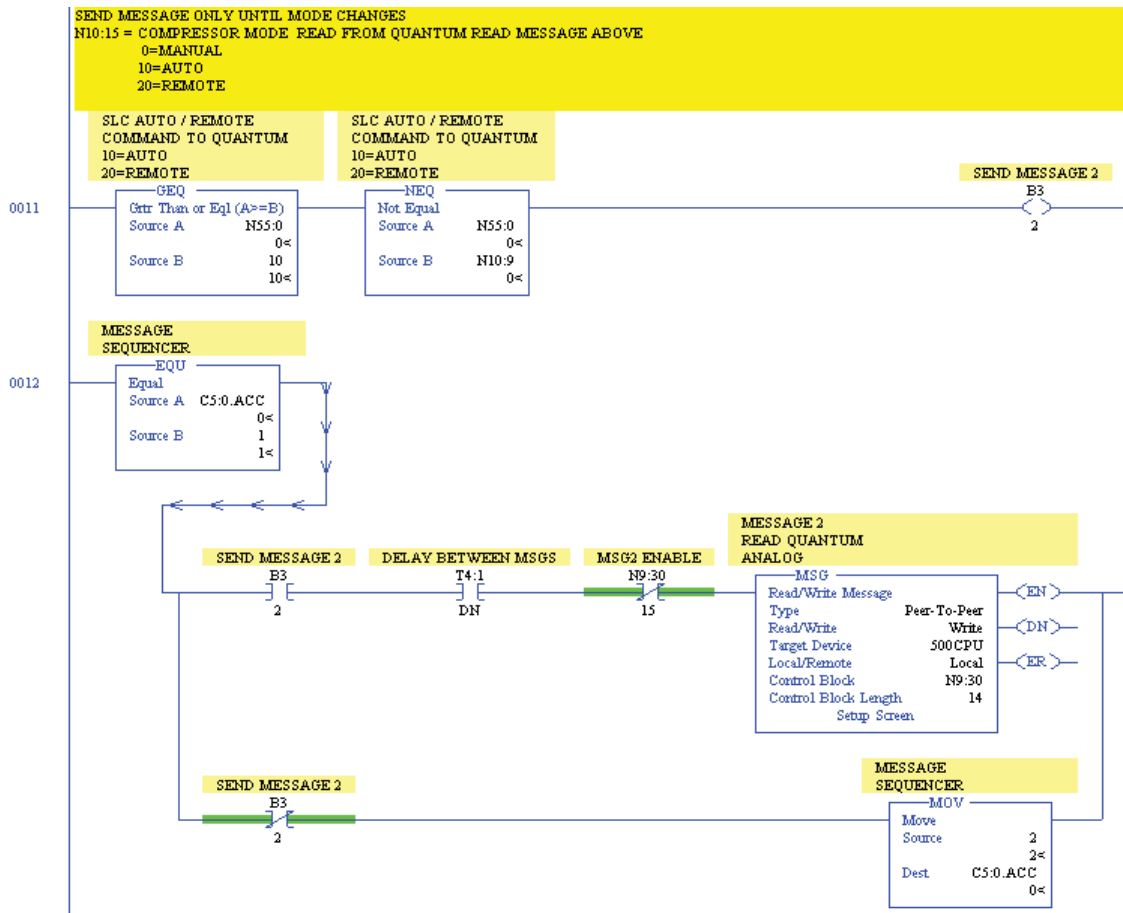 SEND MESSAGE ONLY UNTIL MODE CHANGES
N10:15 = COMPRESSOR MODE READ FROM QUANTUM READ MESSAGE ABOVE
0=MANUAL
10=AUTO
20=REMOTE
SLC AUTO / REMOTE
COMMAND TO QUANTUM
10=AUTO
20=REMOTE
SLC AUTO / REMOTE
COMMAND TO QUANTUM
10=AUTO
20=REMOTE
SEND MESSAGE 2
0011
GEQ
Grtr Than or Eql (A>=B)
Source A N55:0
0<
Source B 10
10<
NEQ
Not Equal
Source A N55:0
0<
Source B N10:9
0<
B3
2
MESSAGE
SEQUENCER
0012
EQU
Equal
Source A C5:0.ACC
0<
Source B 1
1<
SEND MESSAGE 2
B3
2
DELAY BETWEEN MSGS
T4:1
DN
MSG2 ENABLE
N9:30
15
MESSAGE 2
READ QUANTUM
ANALOG
MSG
Read/Write Message
Type Peer-To-Peer
Read/Write Write
Target Device 500CPU
Local/Remote Local
Control Block N9:30
Control Block Length 14
Setup Screen
EN
DN
ER
SEND MESSAGE 2
B3
2
MESSAGE
SEQUENCER
MOV
Move
Source 2
2<
Dest C5:0.ACC
0<